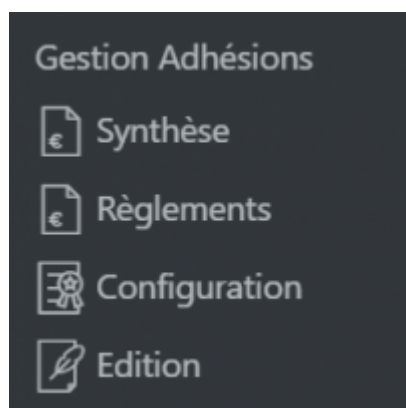 Gestion Adhésions
€ Synthèse
€ Règlements
Configuration
Edition